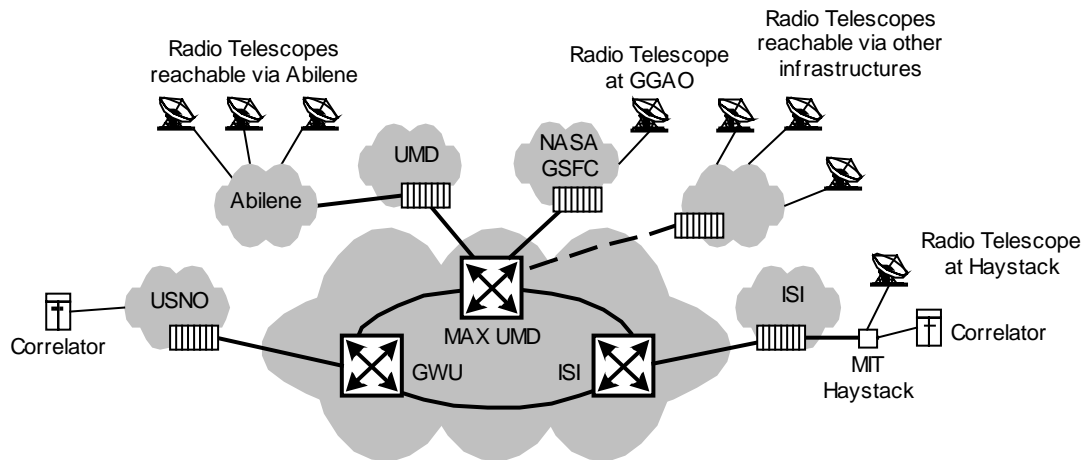 Radio Telescopes
reachable via Abilene
Radio Telescope
at GGAO
Radio Telescopes
reachable via other
infrastructures
UMD
NASA
GSFC
Abilene
Radio Telescope
at Haystack
USNO
ISI
Correlator
MAX UMD
Correlator
GWU
ISI
MIT
Haystack